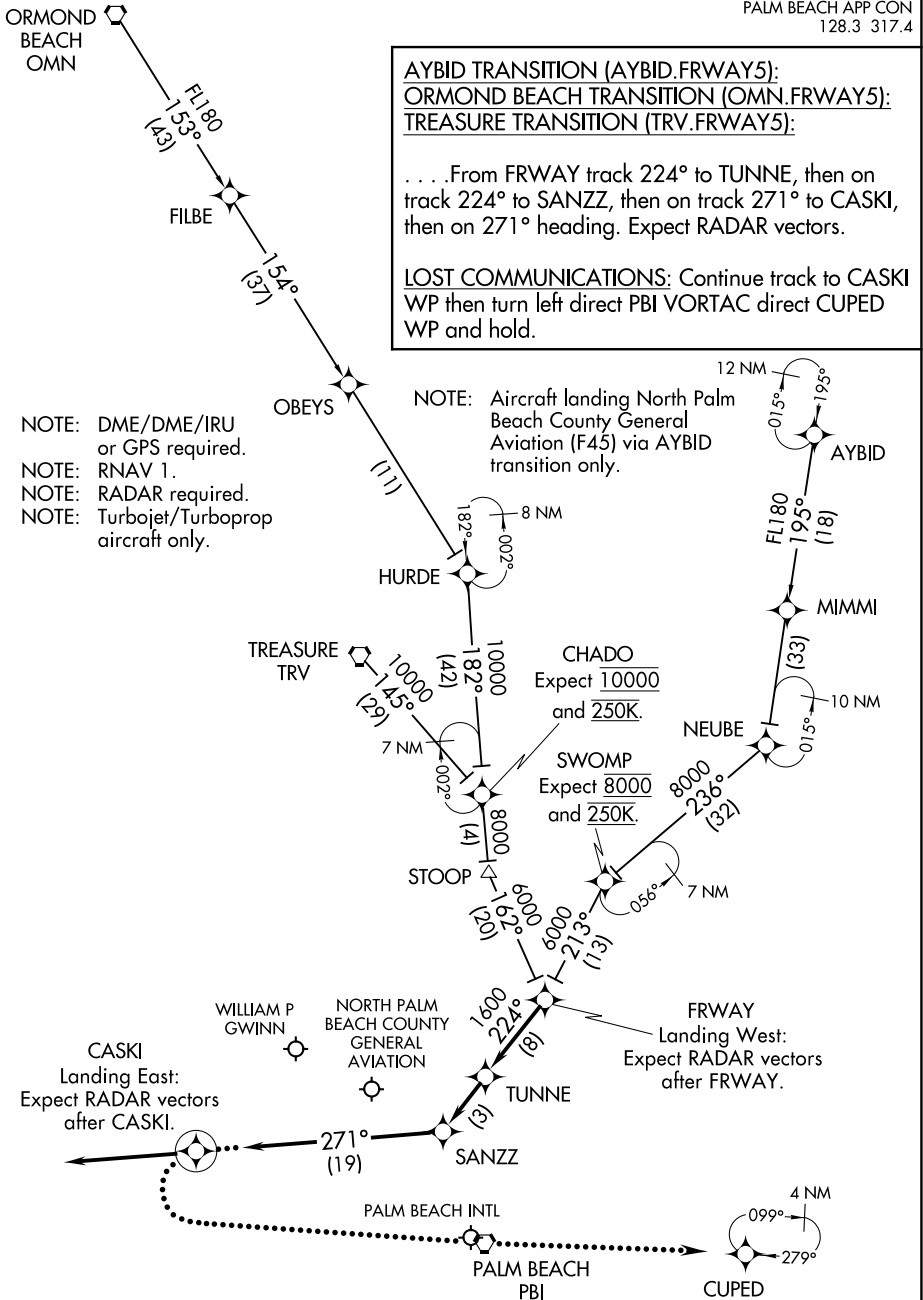 PALM BEACH APP CON
128.3 317.4
ORMOND
BEACH
OMN
AYBID TRANSITION (AYBID.FRWAY5):
ORMOND BEACH TRANSITION (OMN.FRWAY5):
TREASURE TRANSITION (TRV.FRWAY5):
. . . .From FRWAY track 224° to TUNNE, then on
track 224° to SANZZ, then on track 271° to CASKI,
then on 271° heading. Expect RADAR vectors.
LOST COMMUNICATIONS: Continue track to CASKI
WP then turn left direct PBI VORTAC direct CUPED
WP and hold.
FL180
153°
(43)
FILBE
154°
(37)
OBEYS
(11)
NOTE: DME/DME/IRU
or GPS required.
NOTE: RNAV 1.
NOTE: RADAR required.
NOTE: Turbojet/Turboprop
aircraft only.
NOTE: Aircraft landing North Palm
Beach County General
Aviation (F45) via AYBID
transition only.
12 NM
015°
195°
AYBID
FL180
195°
(18)
MIMMI
(33)
8 NM
182°
002°
HURDE
10000
182°
(42)
TREASURE
TRV
10000
145°
(29)
7 NM
002°
CHADO
Expect 10000
and 250K.
NEUBE
10 NM
015°
SWOMP
Expect 8000
and 250K.
8000
236°
(32)
8000
(4)
STOOP
056°
7 NM
6000
162°
(20)
6000
213°
(13)
FRWAY
Landing West:
Expect RADAR vectors
after FRWAY.
1600
224°
(8)
TUNNE
(3)
SANZZ
WILLIAM P
GWINN
NORTH PALM
BEACH COUNTY
GENERAL
AVIATION
CASKI
Landing East:
Expect RADAR vectors
after CASKI.
271°
(19)
PALM BEACH INTL
PALM BEACH
PBI
4 NM
099°
279°
CUPED